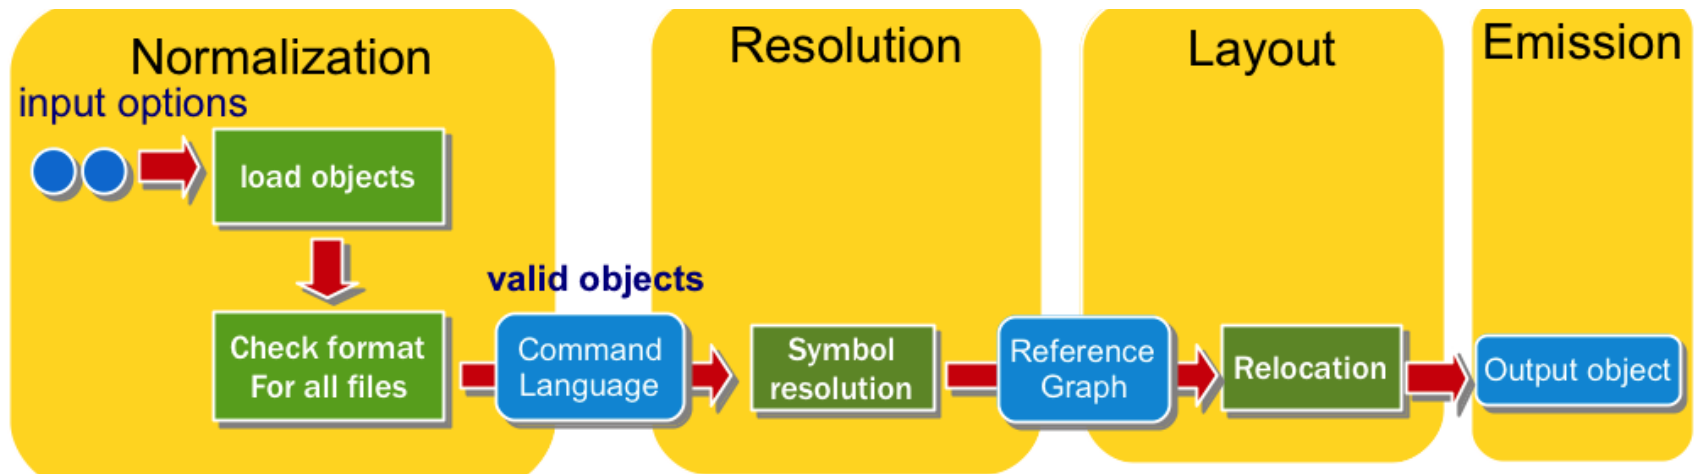 Normalization
Resolution
Layout
Emission
input options
load objects
valid objects
Check format
For all files
Command
Language
Symbol
resolution
Reference
Graph
Relocation
Output object